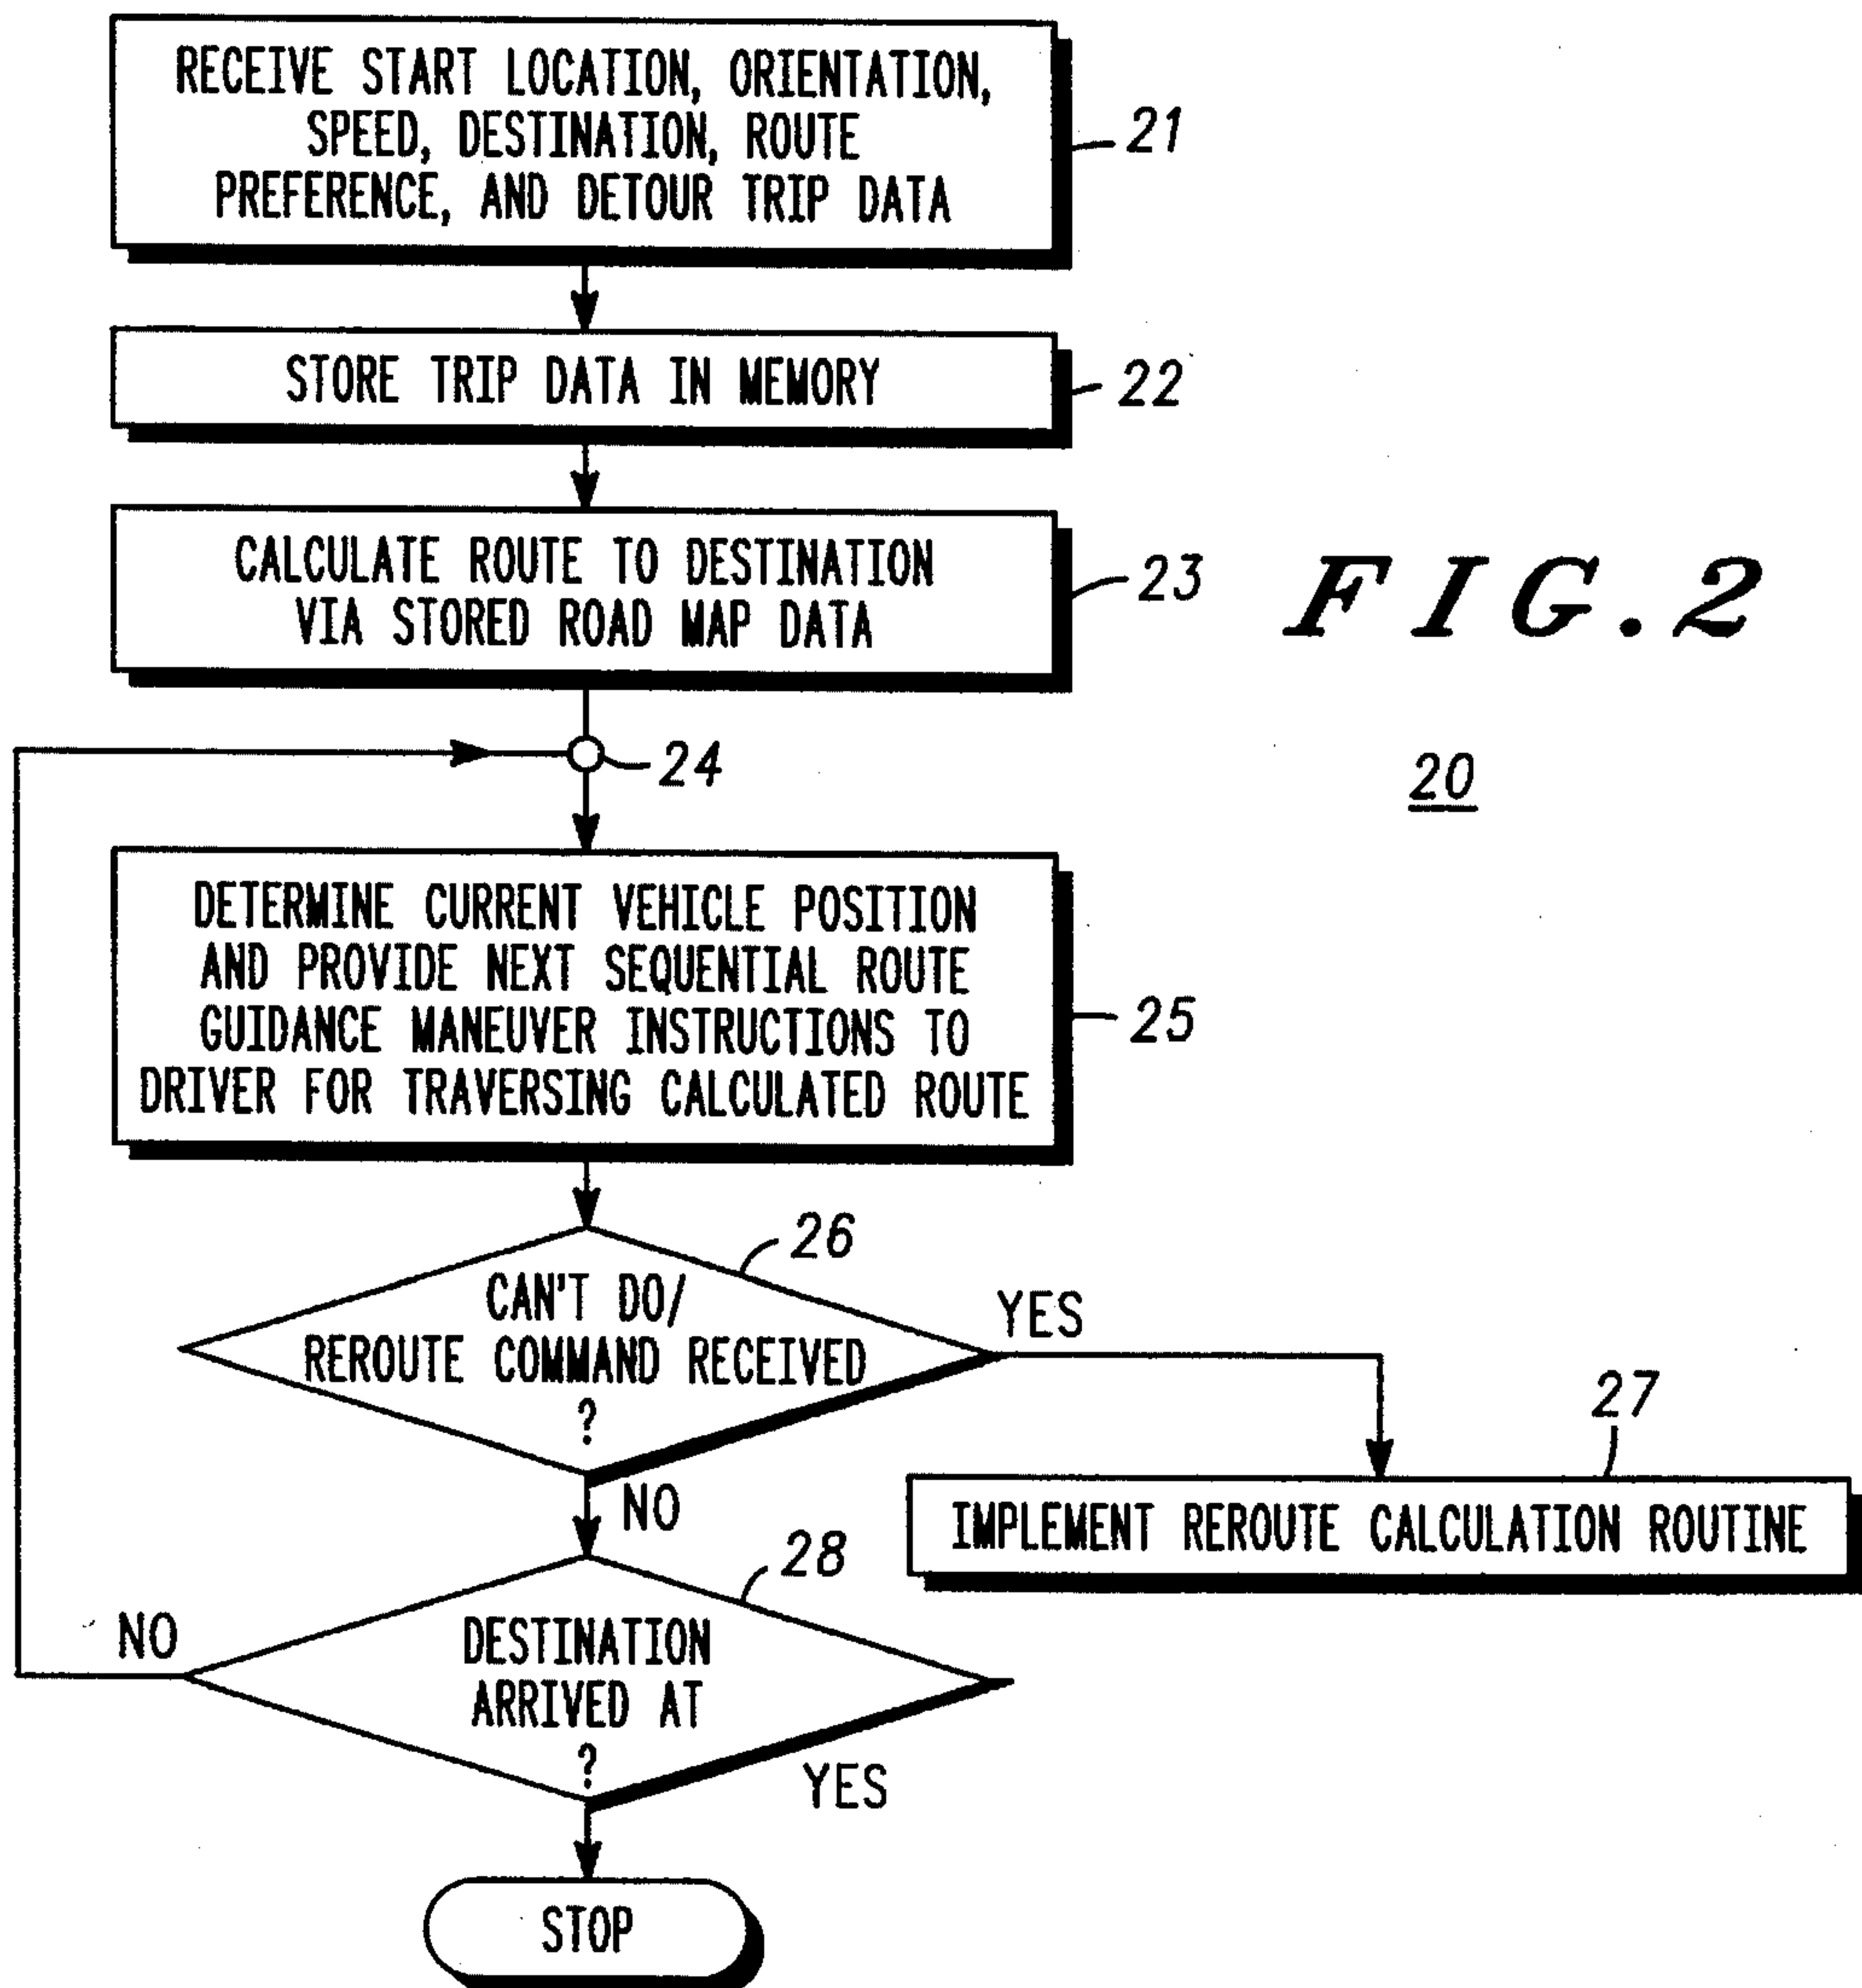 RECEIVE START LOCATION, ORIENTATION,
SPEED, DESTINATION, ROUTE
PREFERENCE, AND DETOUR TRIP DATA
21
STORE TRIP DATA IN MEMORY
22
CALCULATE ROUTE TO DESTINATION
VIA STORED ROAD MAP DATA
23
FIG.2
24
20
DETERMINE CURRENT VEHICLE POSITION
AND PROVIDE NEXT SEQUENTIAL ROUTE
GUIDANCE MANEUVER INSTRUCTIONS TO
DRIVER FOR TRAVERSING CALCULATED ROUTE
25
26
CAN'T DO/
REROUTE COMMAND RECEIVED
?
YES
27
IMPLEMENT REROUTE CALCULATION ROUTINE
NO
28
DESTINATION
ARRIVED AT
?
NO
YES
STOP